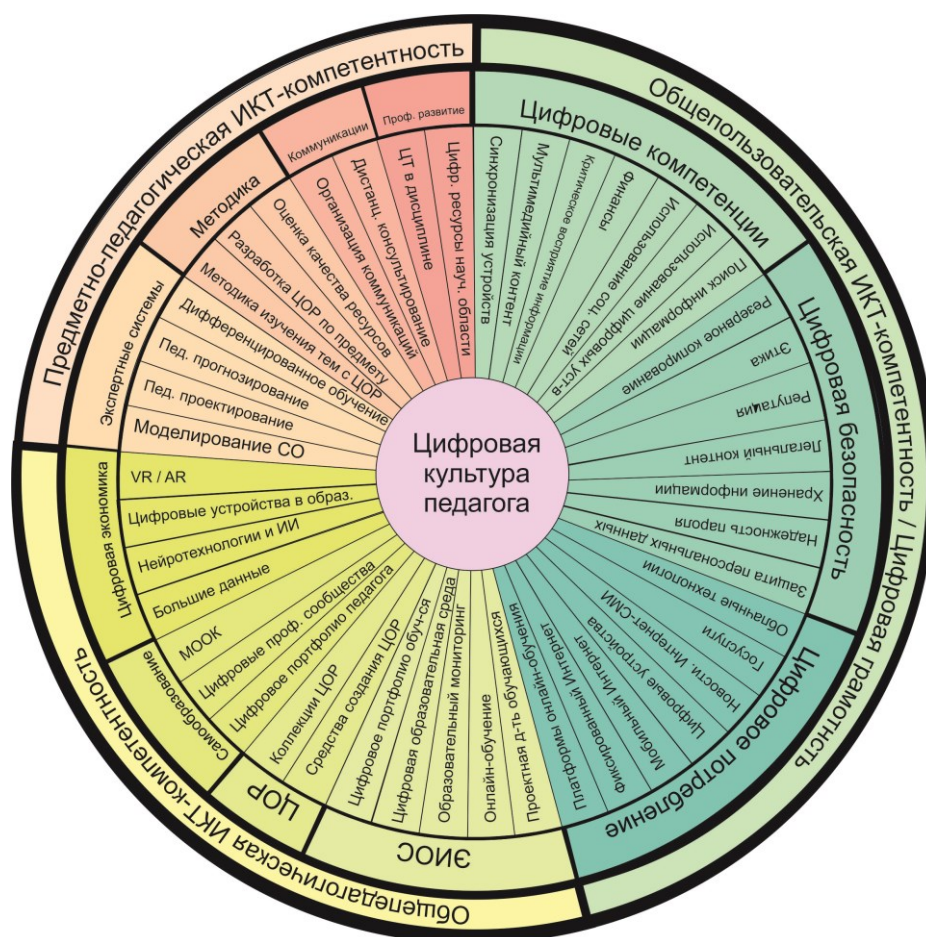 Цифровая
культура
педагога
Общепользовательская ИКТ-компетентность / Цифровая грамотность
Цифровые компетенции
Синхронизация устройств
Мультимедийный контент
Критическое восприятие информации
финансы
Использование соц. сетей
Использование цифровых уст-в
Поиск информации
Цифровая безопасность
Резервное копирование
Этика
Репутация
Легальный контент
Хранение информации
Надежность пароля
Защита персональных данных
Цифровое потребление
Облачные технологии
Госуслуги
Новости, Интернет-СМИ
Цифровые устройства
Мобильный Интернет
Фиксированный Интернет
Платформы онлайн-обучения
Общепедагогическая ИКТ-компетентность
ЭИОС
Проектная д-ть обучающихся
Онлайн-обучение
Образовательный мониторинг
Цифровая образовательная среда
Цифровое портфолио обуч-ся
ЦОР
Средства создания ЦОР
Коллекции ЦОР
Самообразование
Цифровое портфолио педагога
Цифровые проф. сообщества
МООК
Цифровая экономика
Большие данные
Нейротехнологии и ИИ
Цифровые устройства в образ.
VR / AR
Предметно-педагогическая ИКТ-компетентность
Экспертные системы
Моделирование СО
Пед. проектирование
Пед. прогнозирование
Дифференцированное обучение
Методика
Методика изучения тем с ЦОР
Разработка ЦОР по предмету
Оценка качества ресурсов
Коммуникации
Организация коммуникаций
Дистанц. консультирование
Проф. развитие
ЦТ в дисциплине
Цифр. ресурсы науч. области